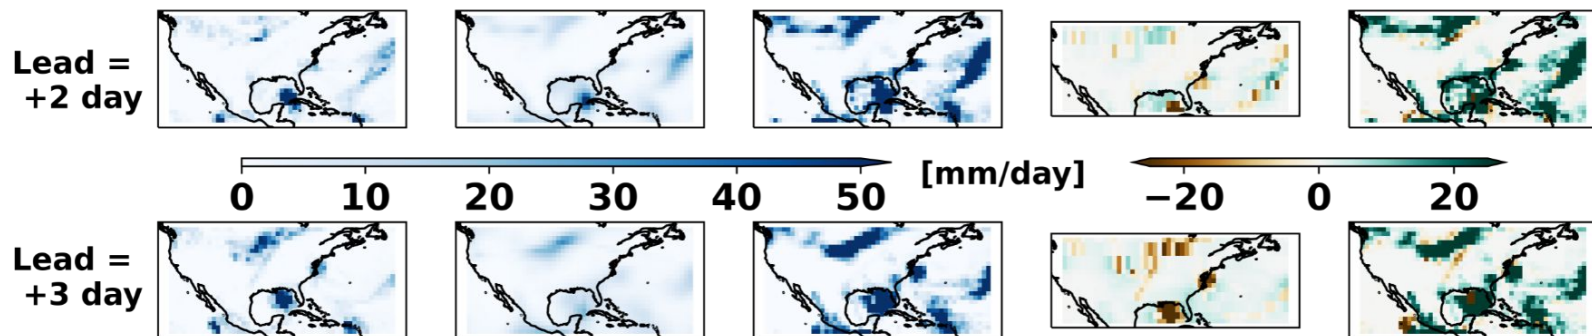 Lead =
+2 day
0 10 20 30 40 50 [mm/day] −20 0 20
Lead =
+3 day